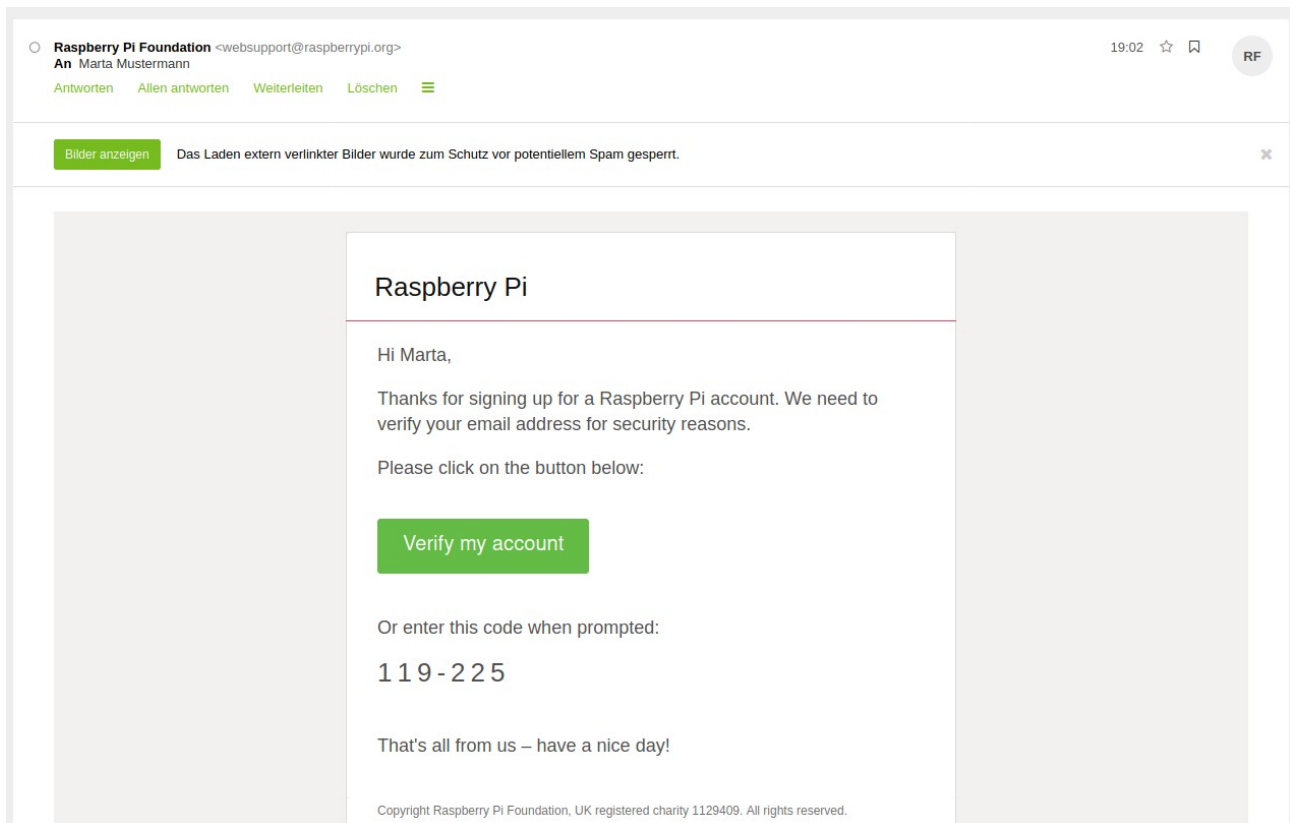 Raspberry Pi Foundation <websupport@raspberrypi.org>
19:02
RF
An Marta Mustermann
Antworten Allen antworten Weiterleiten Löschen
Bilder anzeigen Das Laden extern verlinkter Bilder wurde zum Schutz vor potentiellem Spam gesperrt.
Raspberry Pi
Hi Marta,
Thanks for signing up for a Raspberry Pi account. We need to
verify your email address for security reasons.
Please click on the button below:
Verify my account
Or enter this code when prompted:
119-225
That's all from us – have a nice day!
Copyright Raspberry Pi Foundation, UK registered charity 1129409. All rights reserved.